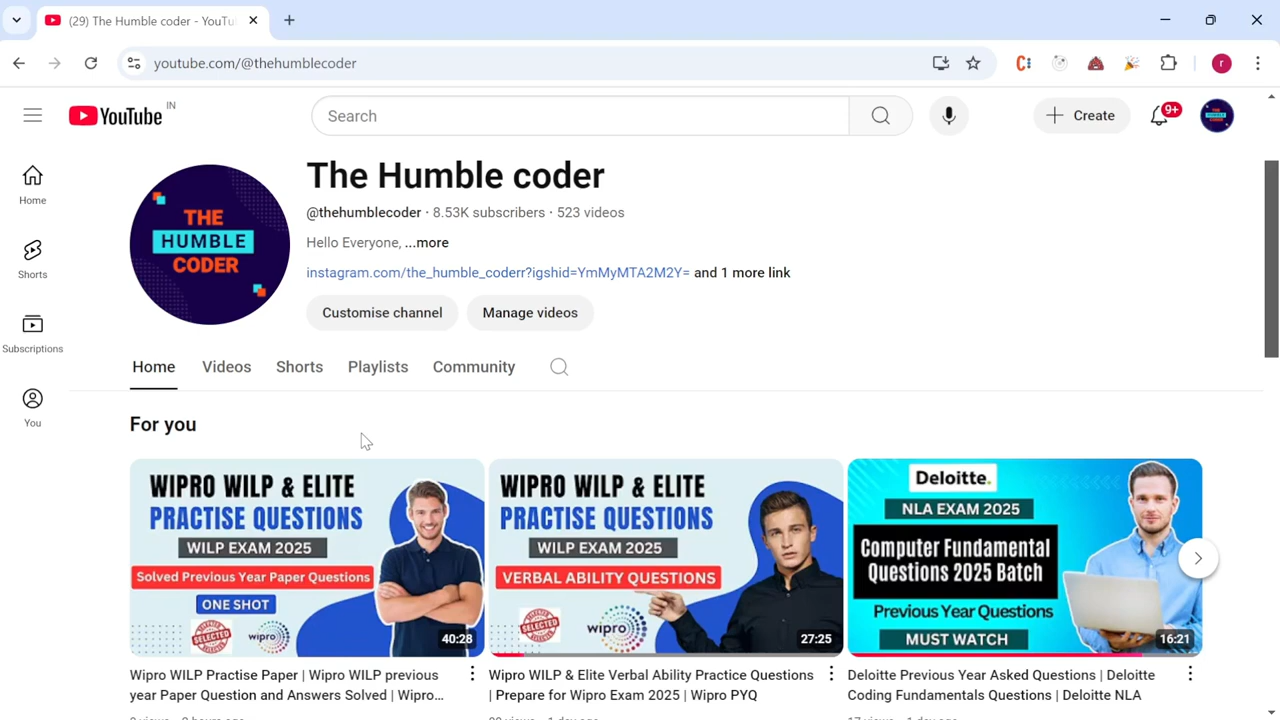 (29) The Humble coder - YouTu
youtube.com/@thehumblecoder
YouTube IN
Search
Create
9+
Home
Shorts
Subscriptions
You
THE
HUMBLE
CODER
The Humble coder
@thehumblecoder · 8.53K subscribers · 523 videos
Hello Everyone, ...more
instagram.com/the_humble_coderr?igshid=YmMyMTA2M2Y= and 1 more link
Customise channel
Manage videos
Home Videos Shorts Playlists Community
For you
WIPRO WILP & ELITE
PRACTISE QUESTIONS
WILP EXAM 2025
Solved Previous Year Paper Questions
ONE SHOT
SELECTED
wipro
40:28
Wipro WILP Practise Paper | Wipro WILP previous
year Paper Question and Answers Solved | Wipro...
WIPRO WILP & ELITE
PRACTISE QUESTIONS
WILP EXAM 2025
VERBAL ABILITY QUESTIONS
SELECTED
wipro
27:25
Wipro WILP & Elite Verbal Ability Practice Questions
| Prepare for Wipro Exam 2025 | Wipro PYQ
Deloitte.
NLA EXAM 2025
Computer Fundamental
Questions 2025 Batch
Previous Year Questions
MUST WATCH
16:21
Deloitte Previous Year Asked Questions | Deloitte
Coding Fundamentals Questions | Deloitte NLA